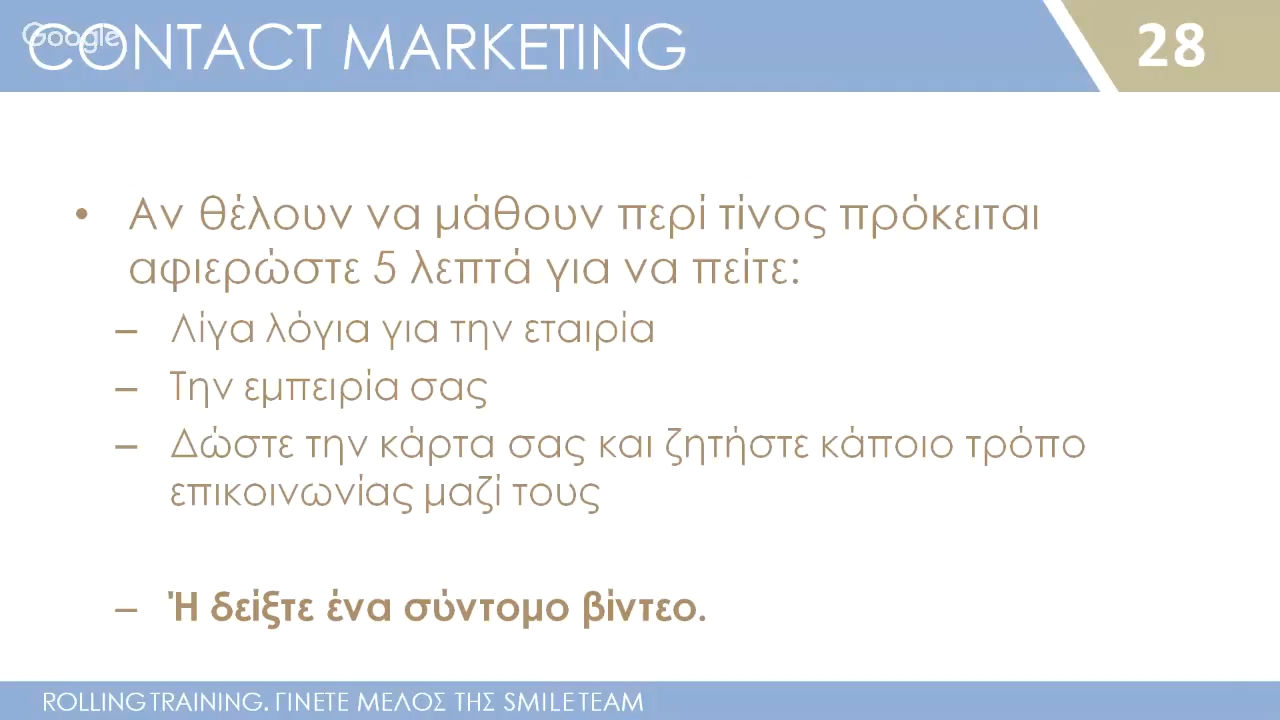 Google
CONTACT MARKETING
28
• Αν θέλουν να μάθουν περί τίνος πρόκειται
αφιερώστε 5 λεπτά για να πείτε:
– Λίγα λόγια για την εταιρία
– Την εμπειρία σας
– Δώστε την κάρτα σας και ζητήστε κάποιο τρόπο
επικοινωνίας μαζί τους
– Ή δείξτε ένα σύντομο βίντεο.
ROLLING TRAINING. ΓΙΝΕΤΕ ΜΕΛΟΣ ΤΗΣ SMILE TEAM